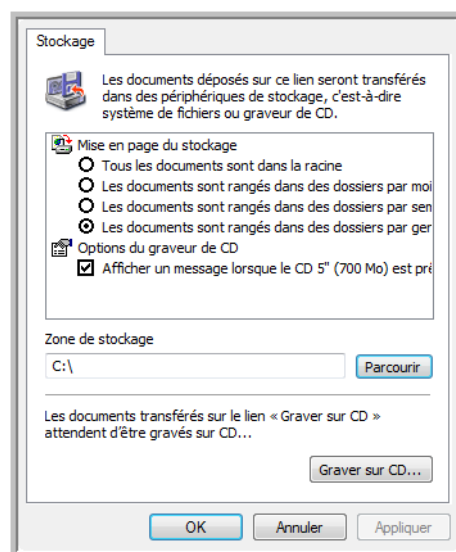 Stockage
Les documents déposés sur ce lien seront transférés
dans des périphériques de stockage, c'est-à-dire
système de fichiers ou graveur de CD.
Mise en page du stockage
Tous les documents sont dans la racine
Les documents sont rangés dans des dossiers par moi
Les documents sont rangés dans des dossiers par sen
Les documents sont rangés dans des dossiers par ger
Options du graveur de CD
Afficher un message lorsque le CD 5" (700 Mo) est pré
Zone de stockage
C:\
Parcourir
Les documents transférés sur le lien « Graver sur CD »
attendent d'être gravés sur CD...
Graver sur CD...
OK
Annuler
Appliquer